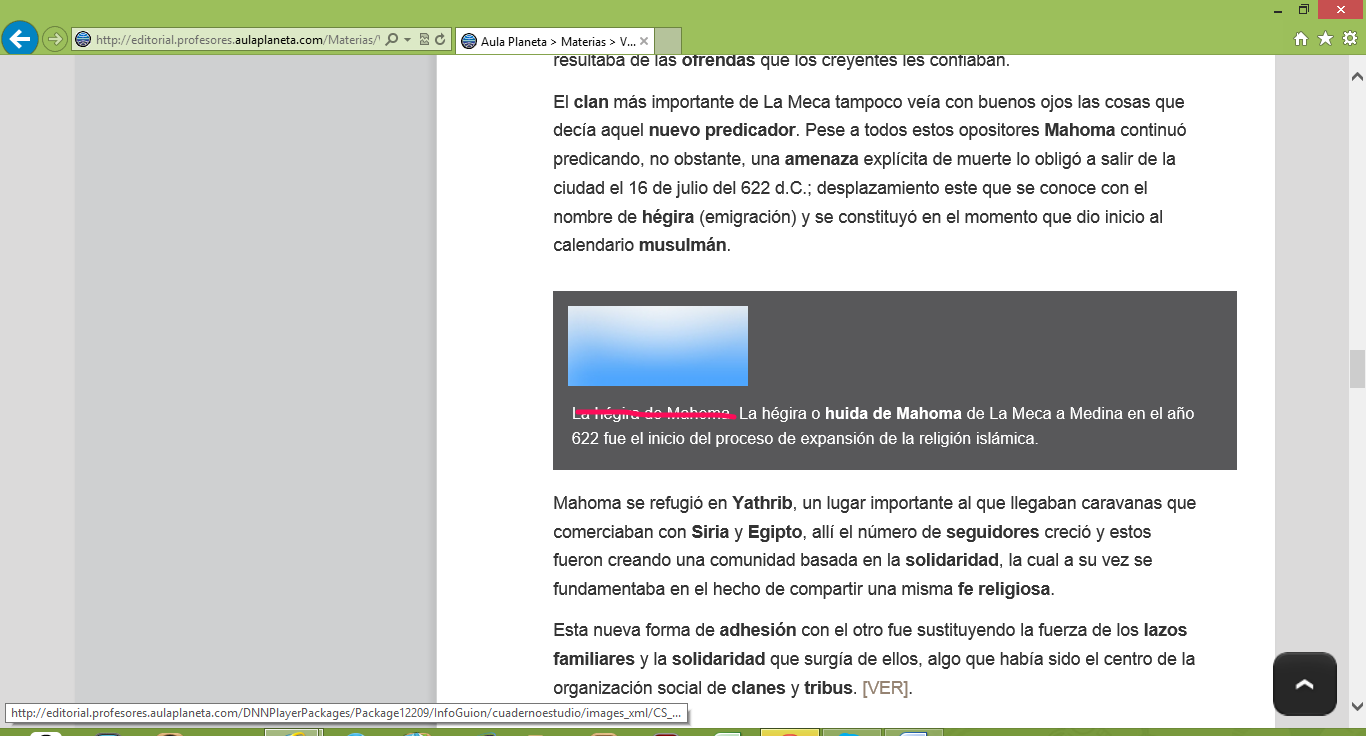 http://editorial.profesores.aulaplaneta.com/Materias/
Aula Planeta > Materias > V...
resultaba de las ofrendas que los creyentes les confiaban.
El clan más importante de La Meca tampoco veía con buenos ojos las cosas que
decía aquel nuevo predicador. Pese a todos estos opositores Mahoma continuó
predicando, no obstante, una amenaza explícita de muerte lo obligó a salir de la
ciudad el 16 de julio del 622 d.C.; desplazamiento este que se conoce con el
nombre de hégira (emigración) y se constituyó en el momento que dio inicio al
calendario musulmán.
La hégira de Mahoma. La hégira o huida de Mahoma de La Meca a Medina en el año
622 fue el inicio del proceso de expansión de la religión islámica.
Mahoma se refugió en Yathrib, un lugar importante al que llegaban caravanas que
comerciaban con Siria y Egipto, allí el número de seguidores creció y estos
fueron creando una comunidad basada en la solidaridad, la cual a su vez se
fundamentaba en el hecho de compartir una misma fe religiosa.
Esta nueva forma de adhesión con el otro fue sustituyendo la fuerza de los lazos
familiares y la solidaridad que surgía de ellos, algo que había sido el centro de la
organización social de clanes y tribus. [VER].
http://editorial.profesores.aulaplaneta.com/DNNPlayerPackages/Package12209/InfoGuion/cuadernoestudio/images_xml/CS_...